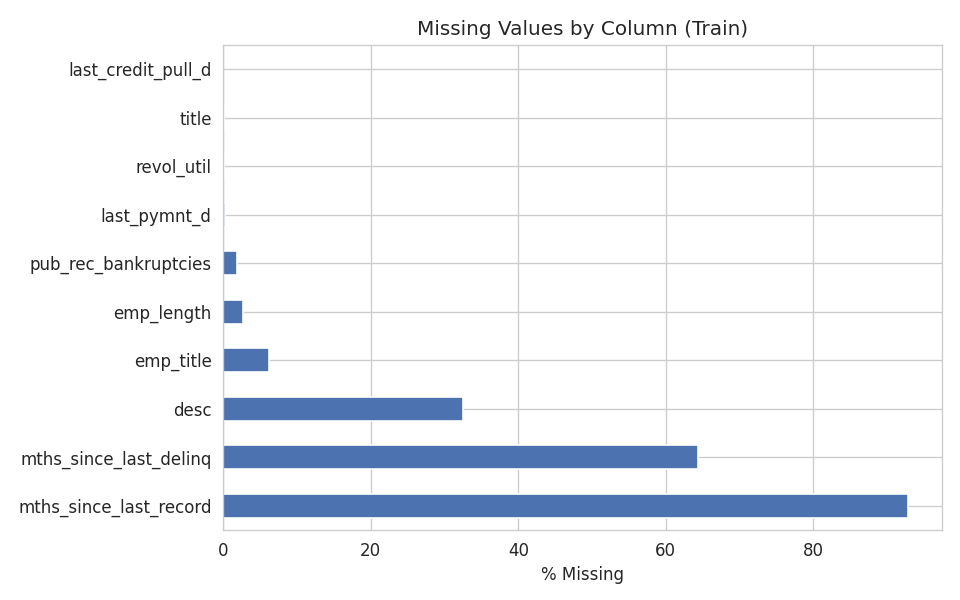 Missing Values by Column (Train)
last_credit_pull_d
title
revol_util
last_pymnt_d
pub_rec_bankruptcies
emp_length
emp_title
desc
mths_since_last_delinq
mths_since_last_record
0 20 40 60 80
% Missing